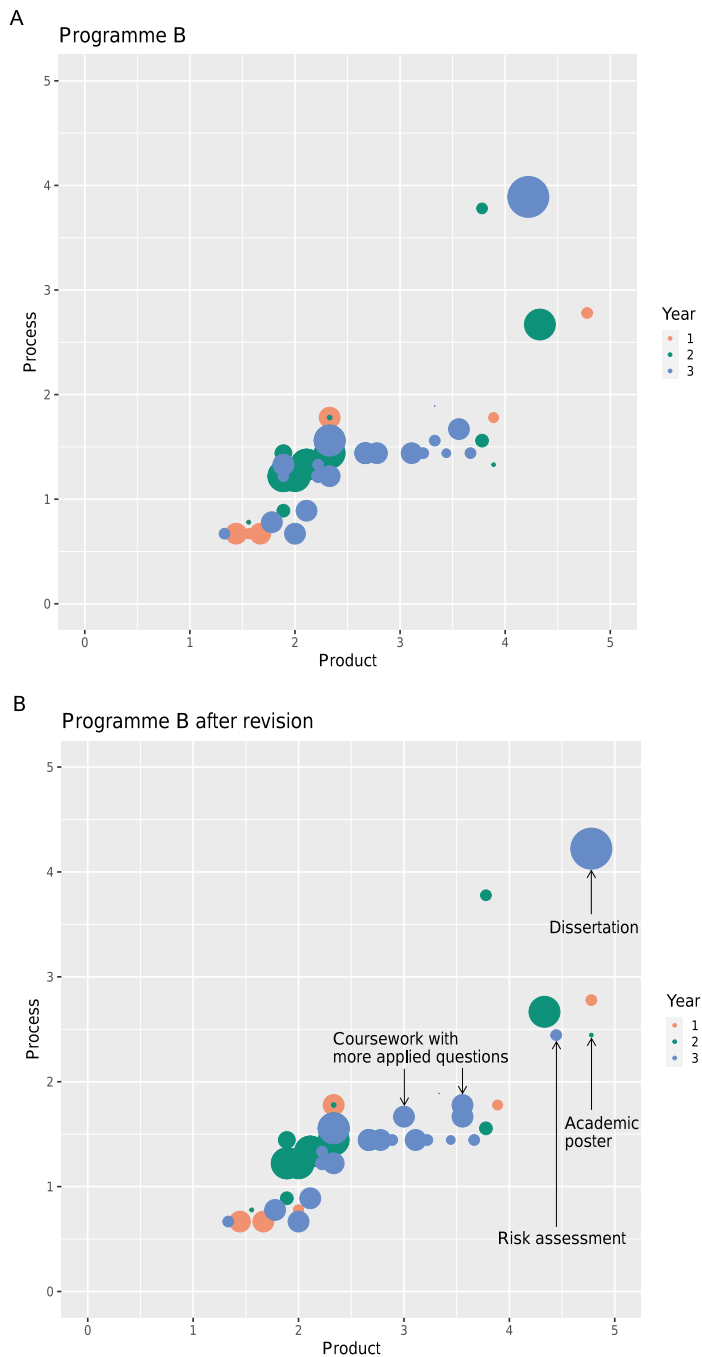 A
Programme B
5
4
3
2
1
0
Process
0 1 2 3 4 5
Product
Year
1
2
3
B
Programme B after revision
5
4
3
2
1
0
Process
Dissertation
Coursework with
more applied questions
Academic
poster
Risk assessment
0 1 2 3 4 5
Product
Year
1
2
3